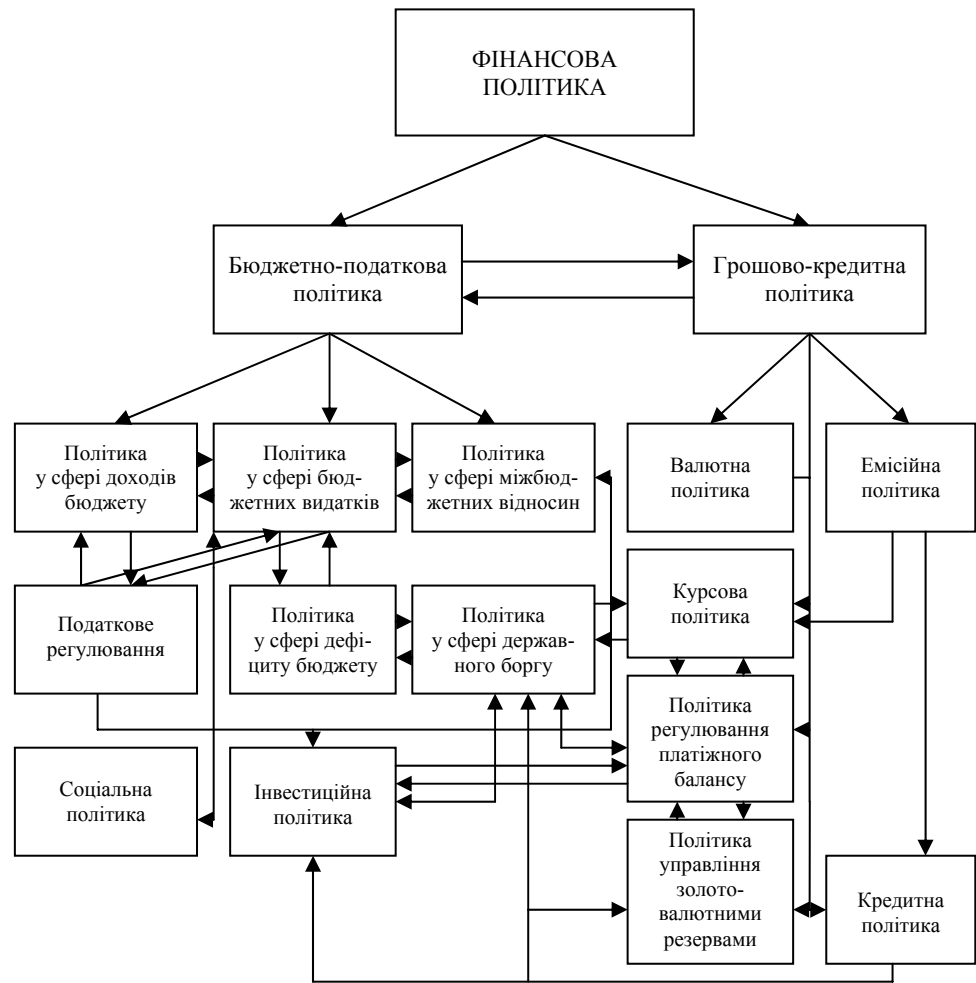 ФІНАНСОВА
ПОЛІТИКА
Бюджетно-податкова
політика
Грошово-кредитна
політика
Політика
у сфері доходів
бюджету
Політика
у сфері бюд-
жетних видатків
Політика
у сфері міжбюд-
жетних відносин
Валютна
політика
Емісійна
політика
Податкове
регулювання
Політика
у сфері дефі-
циту бюджету
Політика
у сфері держав-
ного боргу
Курсова
політика
Політика
регулювання
платіжного
балансу
Соціальна
політика
Інвестиційна
політика
Політика
управління
золото-
валютними
резервами
Кредитна
політика